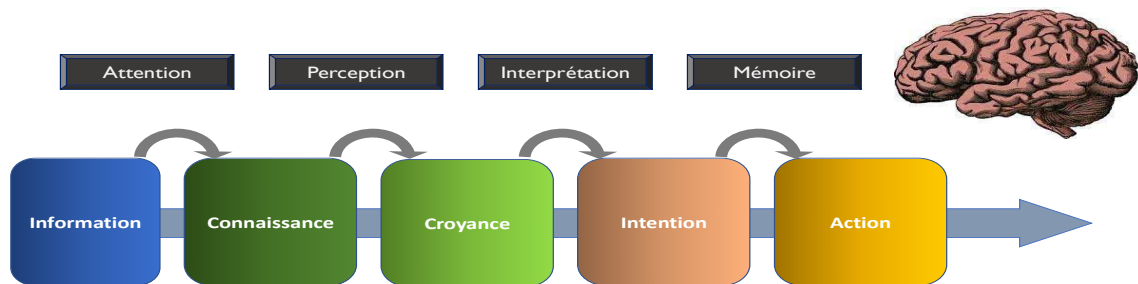 Attention
Perception
Interprétation
Mémoire
Information
Connaissance
Croyance
Intention
Action